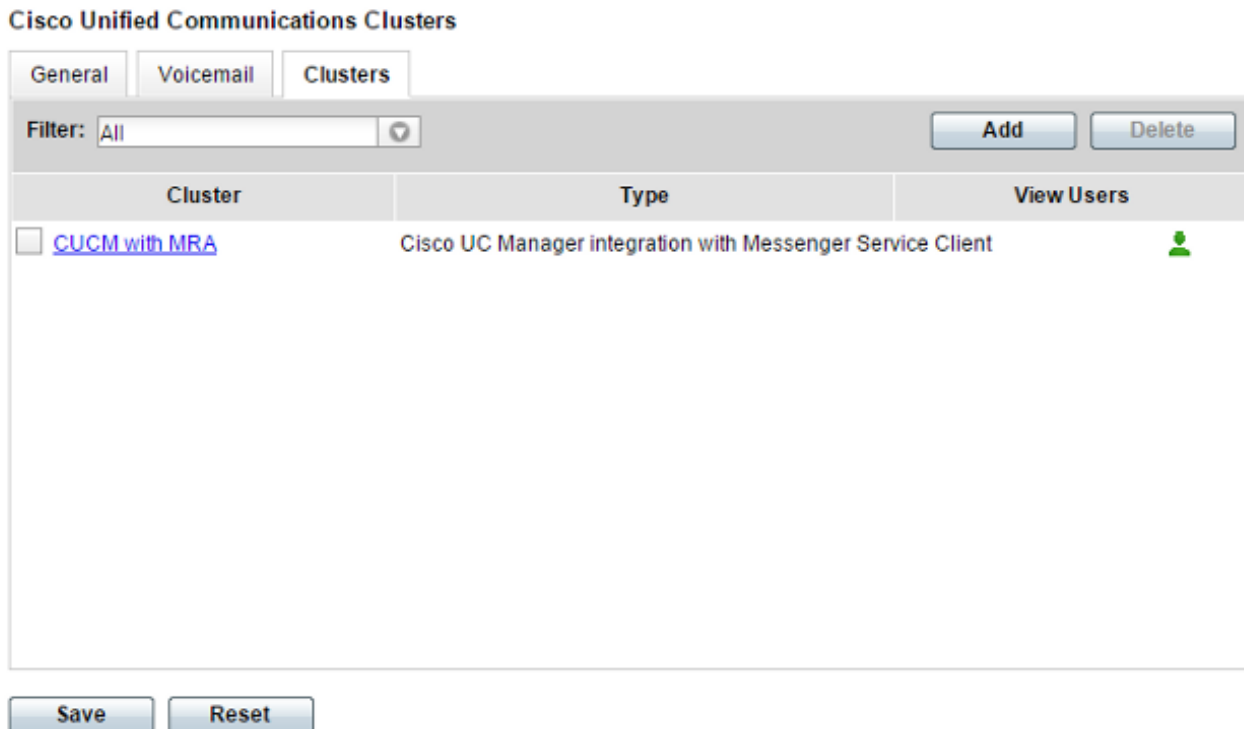 Cisco Unified Communications Clusters
General Voicemail Clusters
Filter: All Add Delete
Cluster Type View Users
CUCM with MRA Cisco UC Manager integration with Messenger Service Client
Save Reset